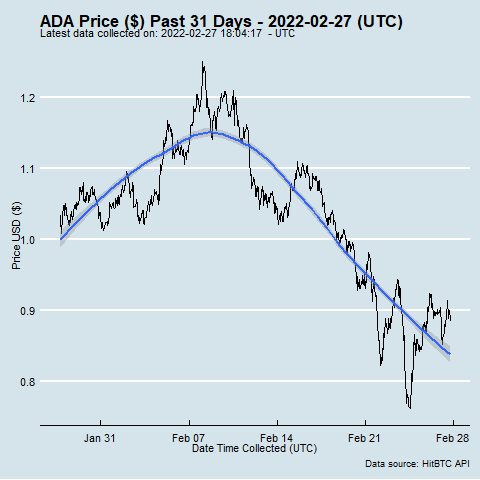 ADA Price ($) Past 31 Days - 2022-02-27 (UTC)
Latest data collected on: 2022-02-27 18:04:17 - UTC
Price USD ($)
1.2
1.1
1.0
0.9
0.8
Jan 31 Feb 07 Feb 14 Feb 21 Feb 28
Date Time Collected (UTC)
Data source: HitBTC API